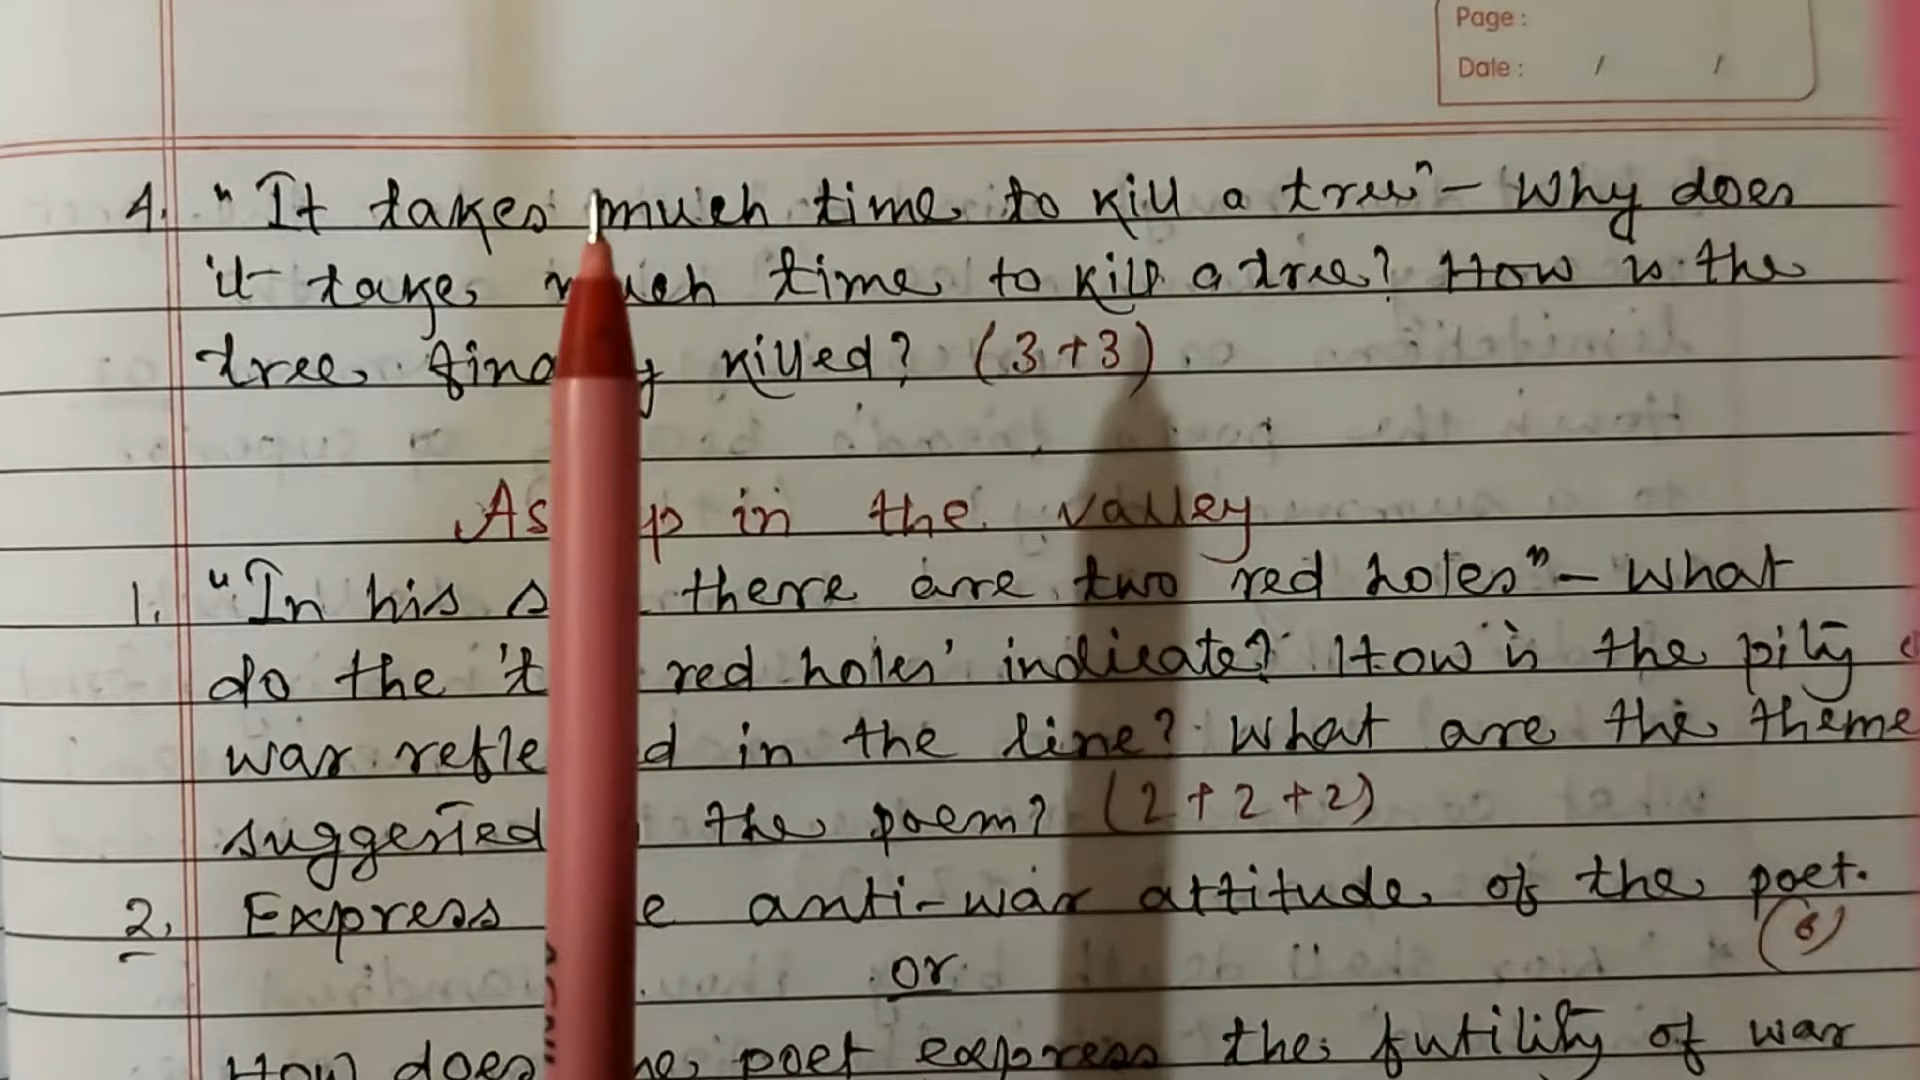 Page :
Date : / /
4. "It takes much time to kill a tree" - Why does
it take much time to kill a tree? How is the
tree killed? (3+3)
in the valley
1. "In his there are two red holes" - What
do the red holes' indicate? How is the pity
war in the line? What are the theme
suggested the poem? (2+2+2)
2. Express anti-war attitude of the poet.
(6)
or
How does poet express the futility of war